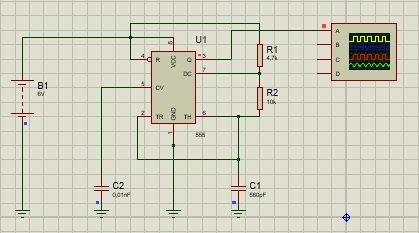 U1
R
VCC
8
Q
3
4
DC
7
5
CV
2
TR
GND
TH
6
1
555
R1
4,7k
R2
10k
A
B
C
D
B1
6V
C2
0,01nF
C1
560pF